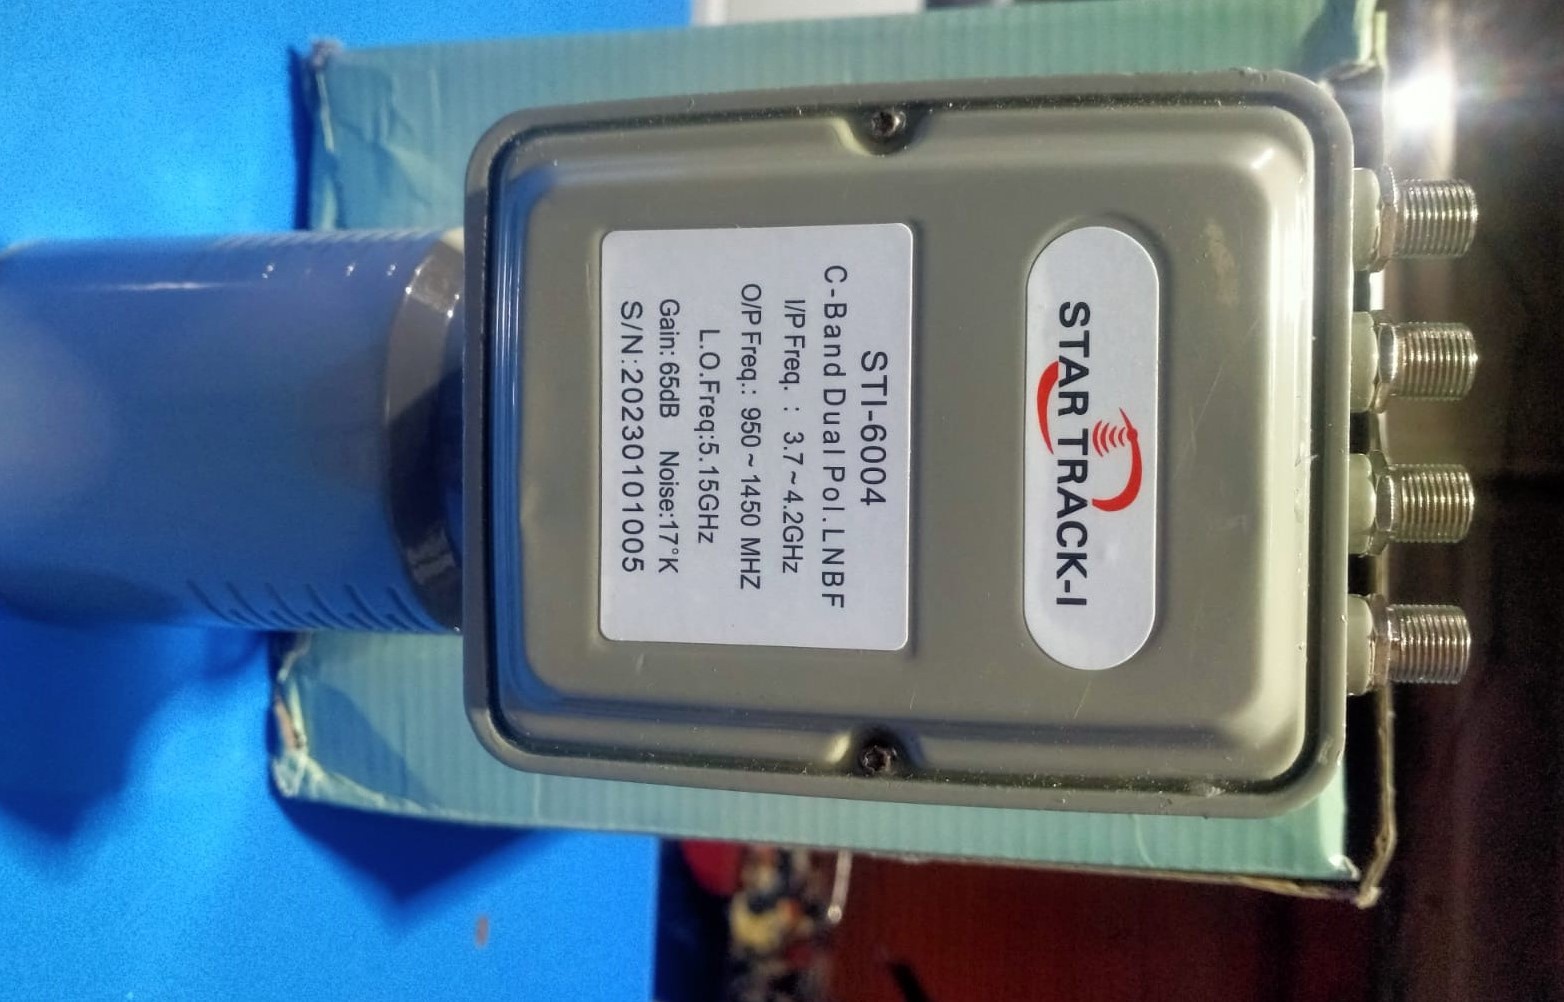 STAR TRACK-I
STI-6004
C-Band Dual Pol.LNBF
I/P Freq. : 3.7~4.2GHz
O/P Freq.: 950~1450 MHZ
L.O.Freq:5.15GHz
Gain: 65dB Noise:17°K
S/N:20230101005